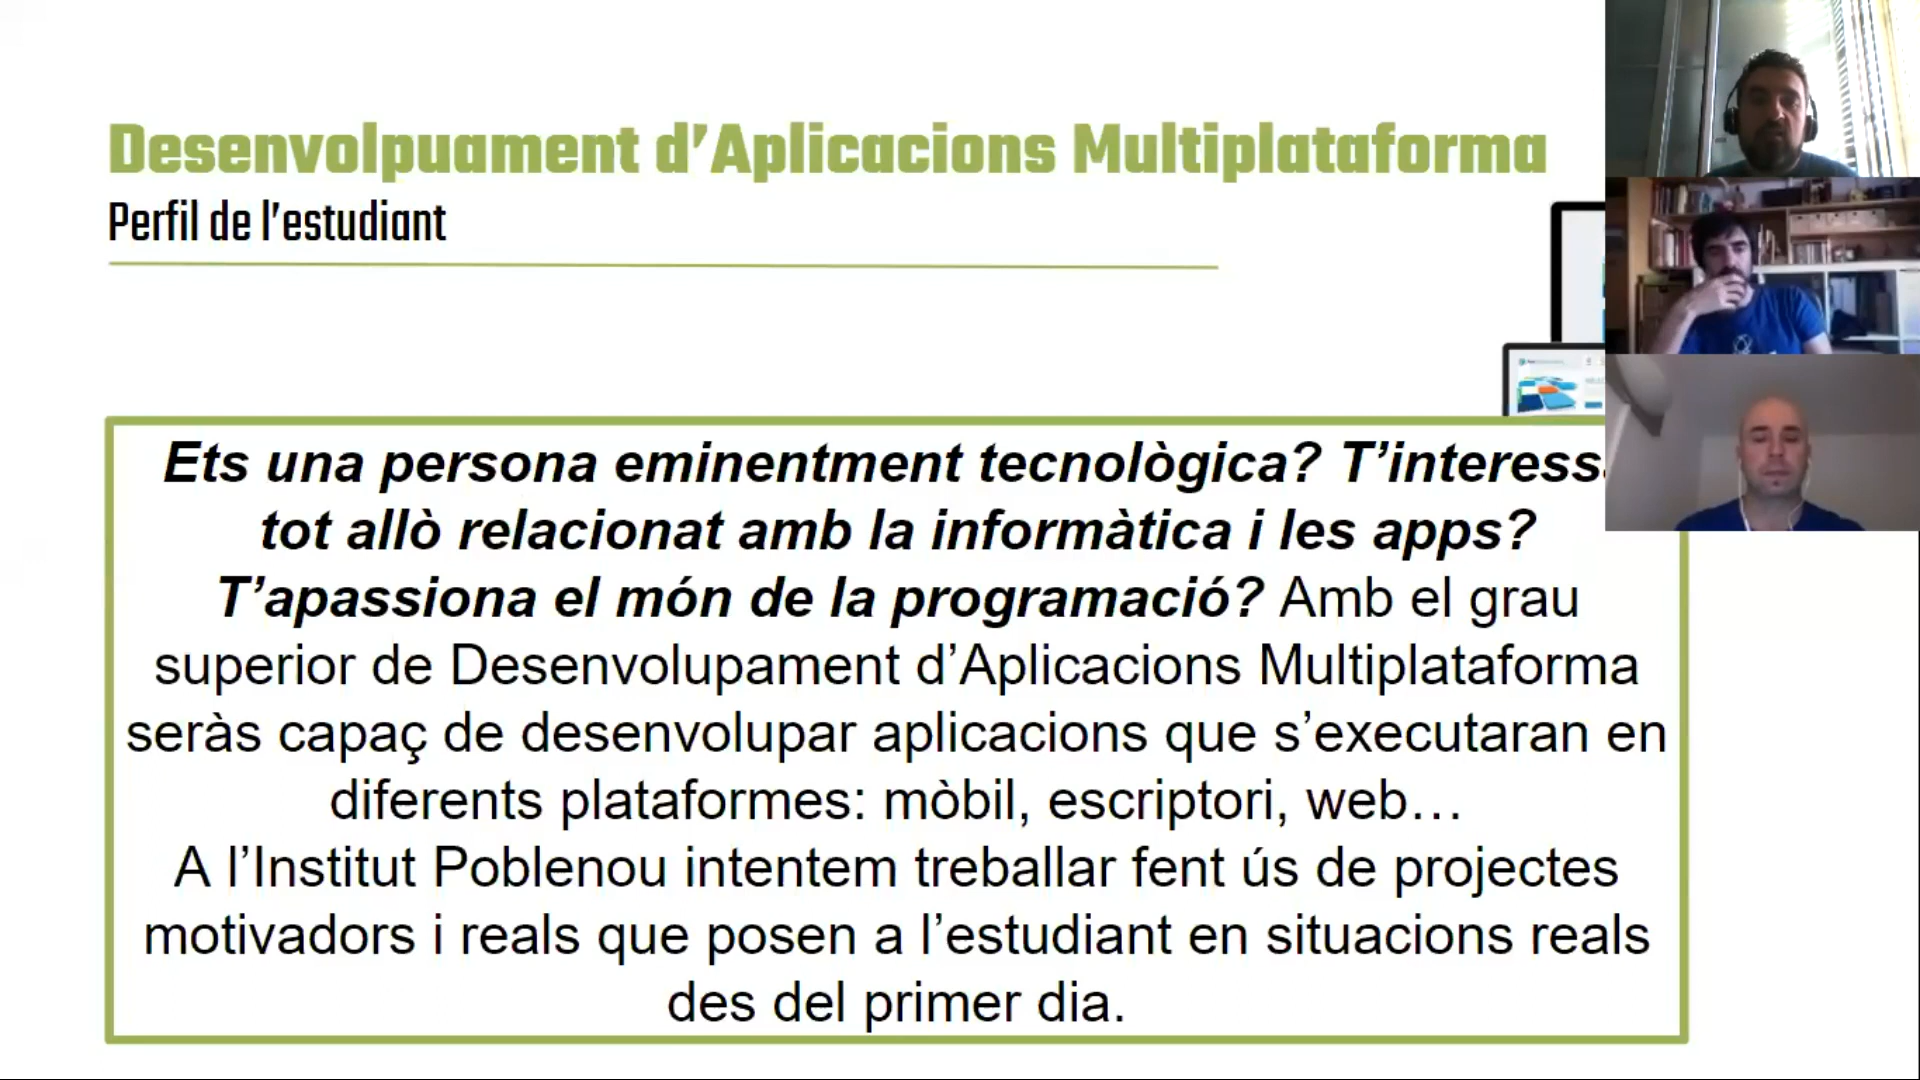 Desenvolpuament d’Aplicacions Multiplataforma
Perfil de l’estudiant
Ets una persona eminentment tecnològica? T’interess
tot allò relacionat amb la informàtica i les apps?
T’apassiona el món de la programació? Amb el grau
superior de Desenvolupament d’Aplicacions Multiplataforma
seràs capaç de desenvolupar aplicacions que s’executaran en
diferents plataformes: mòbil, escriptori, web…
A l’Institut Poblenou intentem treballar fent ús de projectes
motivadors i reals que posen a l’estudiant en situacions reals
des del primer dia.